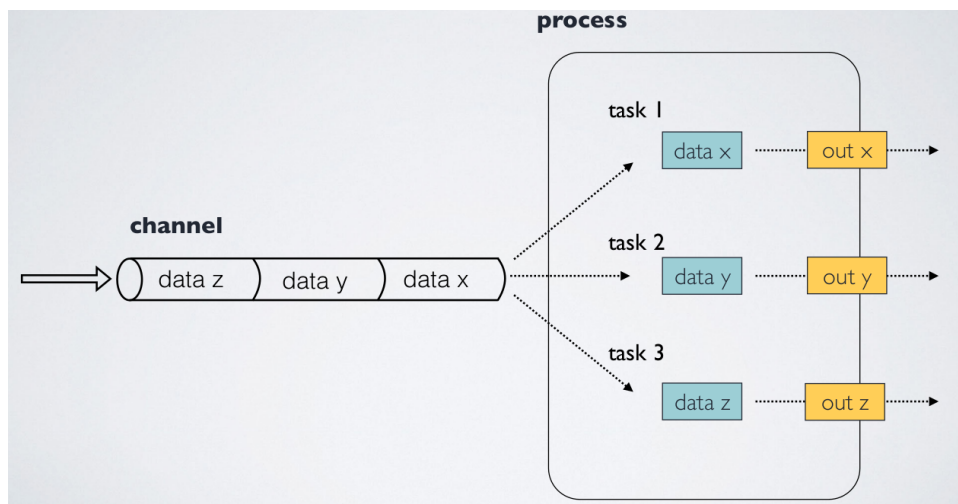 process
task 1
data x
out x
channel
data z
data y
data x
task 2
data y
out y
task 3
data z
out z